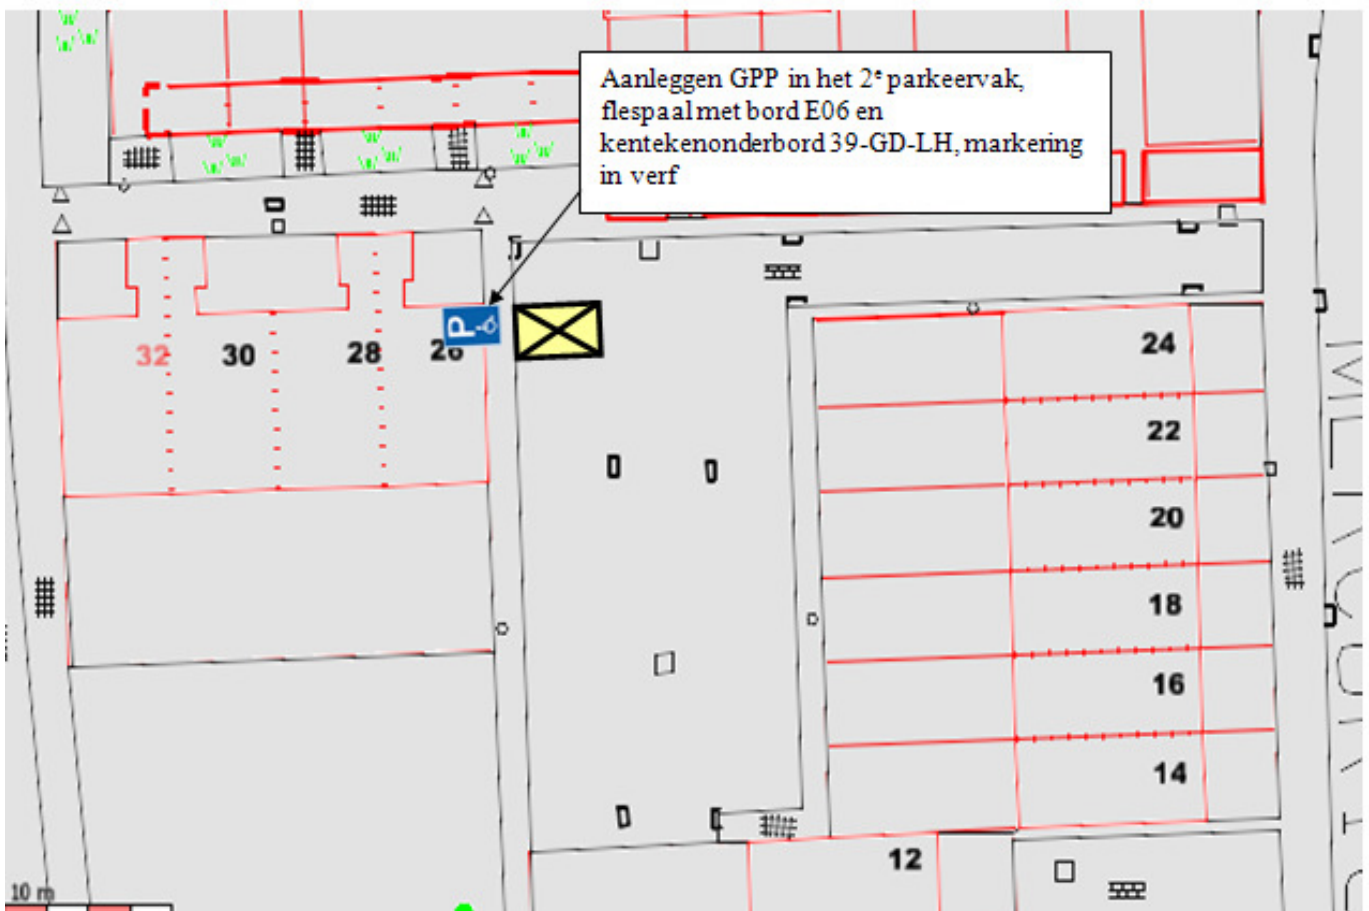 Aanleggen GPP in het 2e parkeervak,
flespaal met bord E06 en
kentekenonderbord 39-GD-LH, markering
in verf
P
32
30
28
26
24
22
20
18
16
14
12
10 m